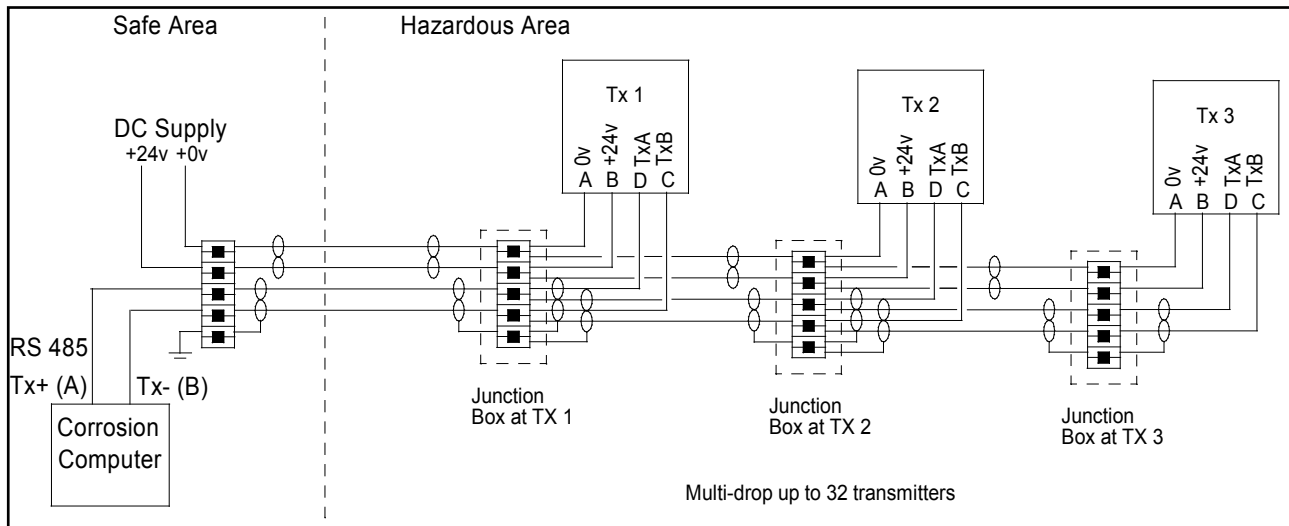 Safe Area
Hazardous Area
DC Supply
+24v +0v
Tx 1
0v +24v TxA TxB
A B D C
Tx 2
0v +24v TxA TxB
A B D C
Tx 3
0v +24v TxA TxB
A B D C
RS 485
Tx+ (A) Tx- (B)
Corrosion
Computer
Junction
Box at TX 1
Junction
Box at TX 2
Junction
Box at TX 3
Multi-drop up to 32 transmitters